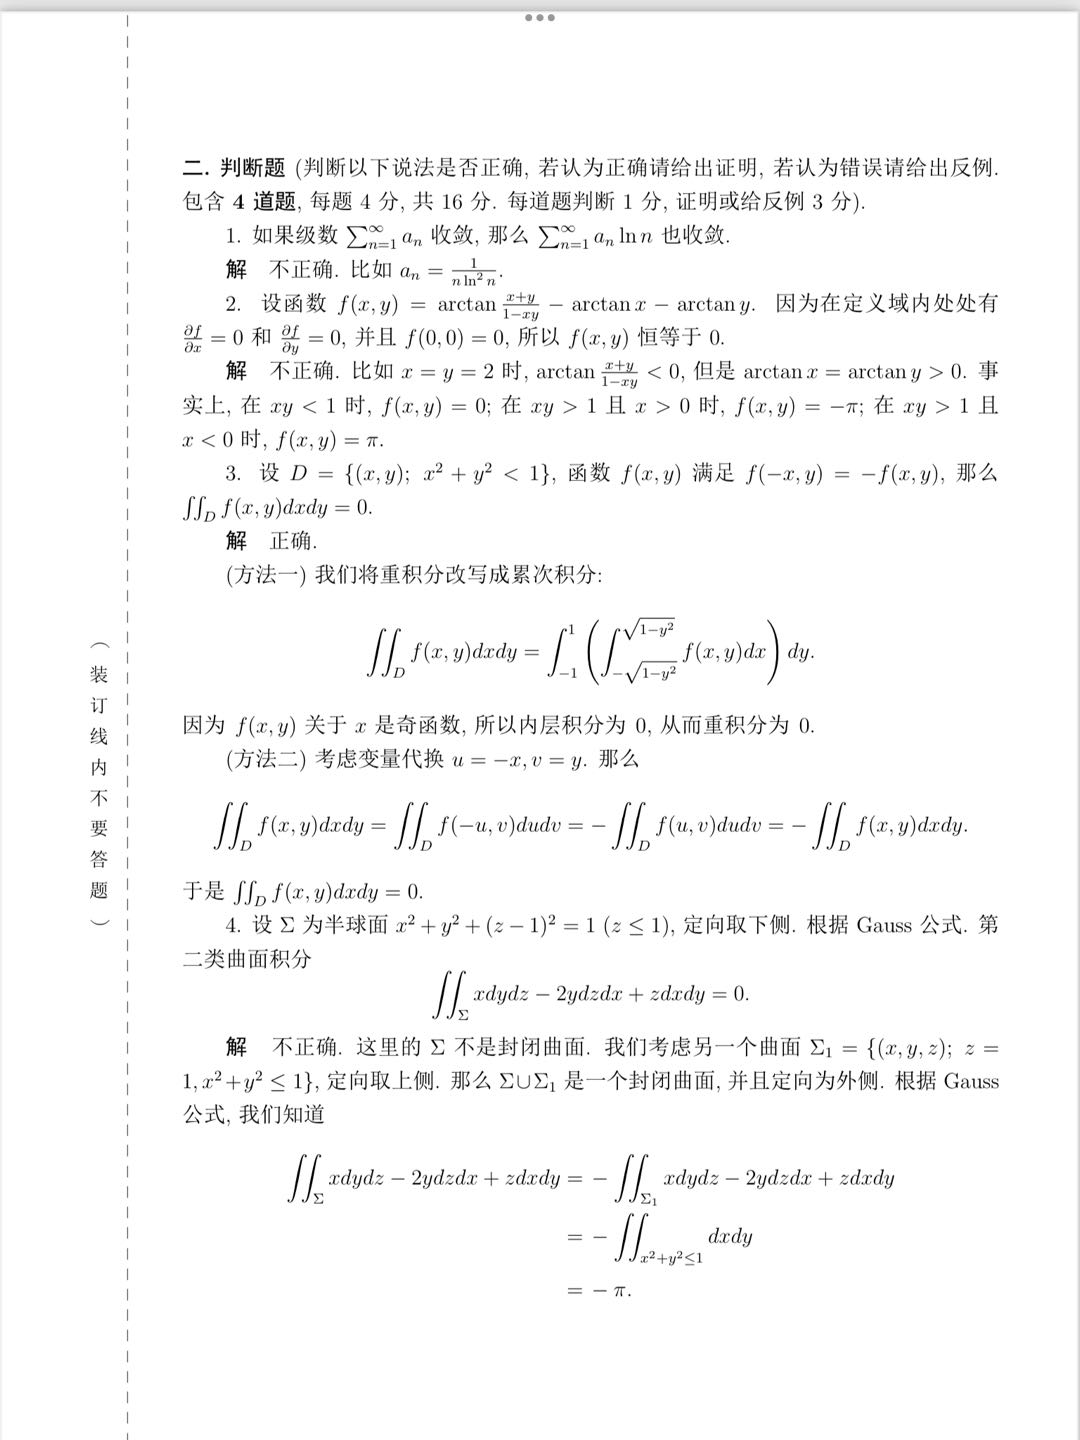 二. 判断题 (判断以下说法是否正确, 若认为正确请给出证明, 若认为错误请给出反例.
包含 4 道题, 每题 4 分, 共 16 分. 每道题判断 1 分, 证明或给反例 3 分).
1. 如果级数 $\sum_{n=1}^{\infty} a_n$ 收敛, 那么 $\sum_{n=1}^{\infty} a_n \ln n$ 也收敛.
解 不正确. 比如 $a_n = \frac{1}{n \ln^2 n}$.
2. 设函数 $f(x, y) = \arctan \frac{x+y}{1-xy} - \arctan x - \arctan y$. 因为在定义域内处处有
$\frac{\partial f}{\partial x} = 0$ 和 $\frac{\partial f}{\partial y} = 0$, 并且 $f(0, 0) = 0$, 所以 $f(x, y)$ 恒等于 0.
解 不正确. 比如 $x = y = 2$ 时, $\arctan \frac{x+y}{1-xy} < 0$, 但是 $\arctan x = \arctan y > 0$. 事
实上, 在 $xy < 1$ 时, $f(x, y) = 0$; 在 $xy > 1$ 且 $x > 0$ 时, $f(x, y) = -\pi$; 在 $xy > 1$ 且
$x < 0$ 时, $f(x, y) = \pi$.
3. 设 $D = \{(x, y);\ x^2 + y^2 < 1\}$, 函数 $f(x, y)$ 满足 $f(-x, y) = -f(x, y)$, 那么
$\iint_D f(x, y)dxdy = 0$.
解 正确.
(方法一) 我们将重积分改写成累次积分:
$\iint_D f(x, y)dxdy = \int_{-1}^{1} \left( \int_{-\sqrt{1-y^2}}^{\sqrt{1-y^2}} f(x, y)dx \right) dy.$
因为 $f(x, y)$ 关于 $x$ 是奇函数, 所以内层积分为 0, 从而重积分为 0.
(方法二) 考虑变量代换 $u = -x, v = y$. 那么
$\iint_D f(x, y)dxdy = \iint_D f(-u, v)dudv = -\iint_D f(u, v)dudv = -\iint_D f(x, y)dxdy.$
于是 $\iint_D f(x, y)dxdy = 0$.
4. 设 $\Sigma$ 为半球面 $x^2 + y^2 + (z - 1)^2 = 1\ (z \le 1)$, 定向取下侧. 根据 Gauss 公式. 第
二类曲面积分
$\iint_{\Sigma} xdydz - 2ydzdx + zdxdy = 0.$
解 不正确. 这里的 $\Sigma$ 不是封闭曲面. 我们考虑另一个曲面 $\Sigma_1 = \{(x, y, z);\ z =$
$1, x^2 + y^2 \le 1\}$, 定向取上侧. 那么 $\Sigma \cup \Sigma_1$ 是一个封闭曲面, 并且定向为外侧. 根据 Gauss
公式, 我们知道
$\iint_{\Sigma} xdydz - 2ydzdx + zdxdy = -\iint_{\Sigma_1} xdydz - 2ydzdx + zdxdy$
$= -\iint_{x^2+y^2 \le 1} dxdy$
$= -\pi.$
(装订线内不要答题)